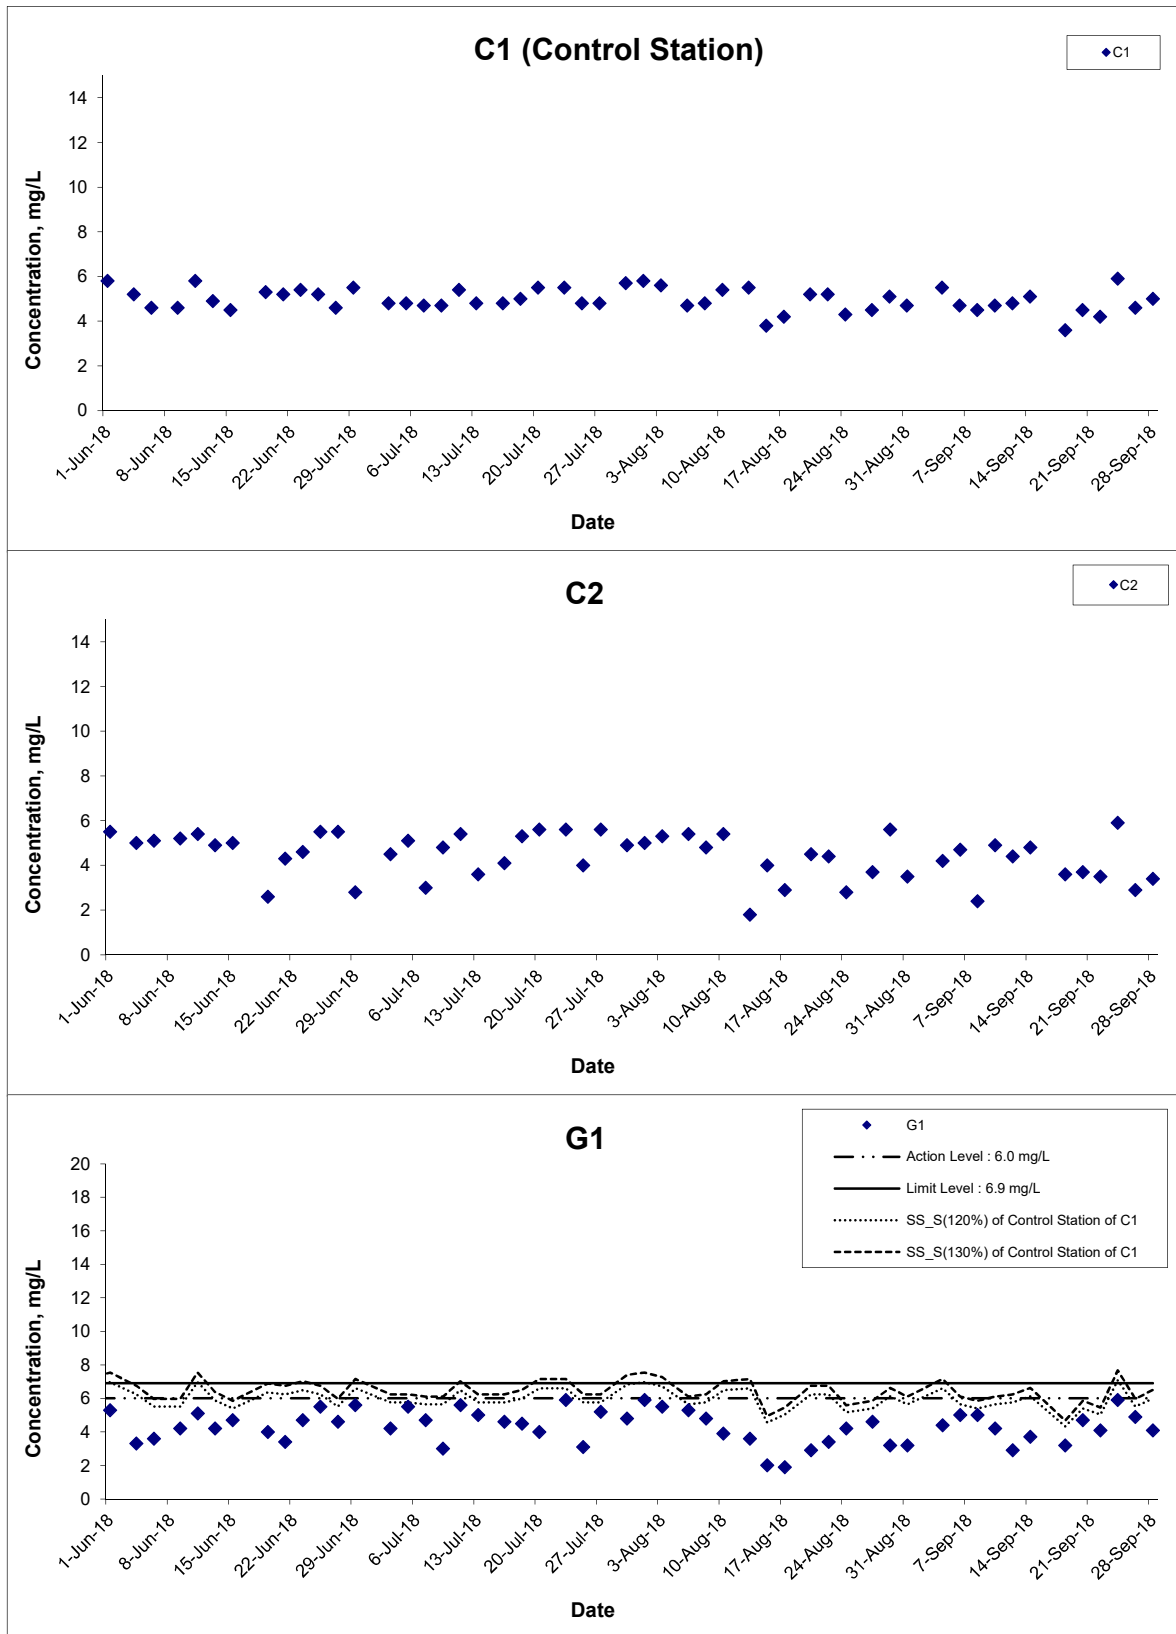 C1 (Control Station)
C1
Concentration, mg/L
14
12
10
8
6
4
2
0
1-Jun-18 8-Jun-18 15-Jun-18 22-Jun-18 29-Jun-18 6-Jul-18 13-Jul-18 20-Jul-18 27-Jul-18 3-Aug-18 10-Aug-18 17-Aug-18 24-Aug-18 31-Aug-18 7-Sep-18 14-Sep-18 21-Sep-18 28-Sep-18
Date
C2
C2
Concentration, mg/L
14
12
10
8
6
4
2
0
1-Jun-18 8-Jun-18 15-Jun-18 22-Jun-18 29-Jun-18 6-Jul-18 13-Jul-18 20-Jul-18 27-Jul-18 3-Aug-18 10-Aug-18 17-Aug-18 24-Aug-18 31-Aug-18 7-Sep-18 14-Sep-18 21-Sep-18 28-Sep-18
Date
G1
G1
Action Level : 6.0 mg/L
Limit Level : 6.9 mg/L
SS_S(120%) of Control Station of C1
SS_S(130%) of Control Station of C1
Concentration, mg/L
20
18
16
14
12
10
8
6
4
2
0
1-Jun-18 8-Jun-18 15-Jun-18 22-Jun-18 29-Jun-18 6-Jul-18 13-Jul-18 20-Jul-18 27-Jul-18 3-Aug-18 10-Aug-18 17-Aug-18 24-Aug-18 31-Aug-18 7-Sep-18 14-Sep-18 21-Sep-18 28-Sep-18
Date